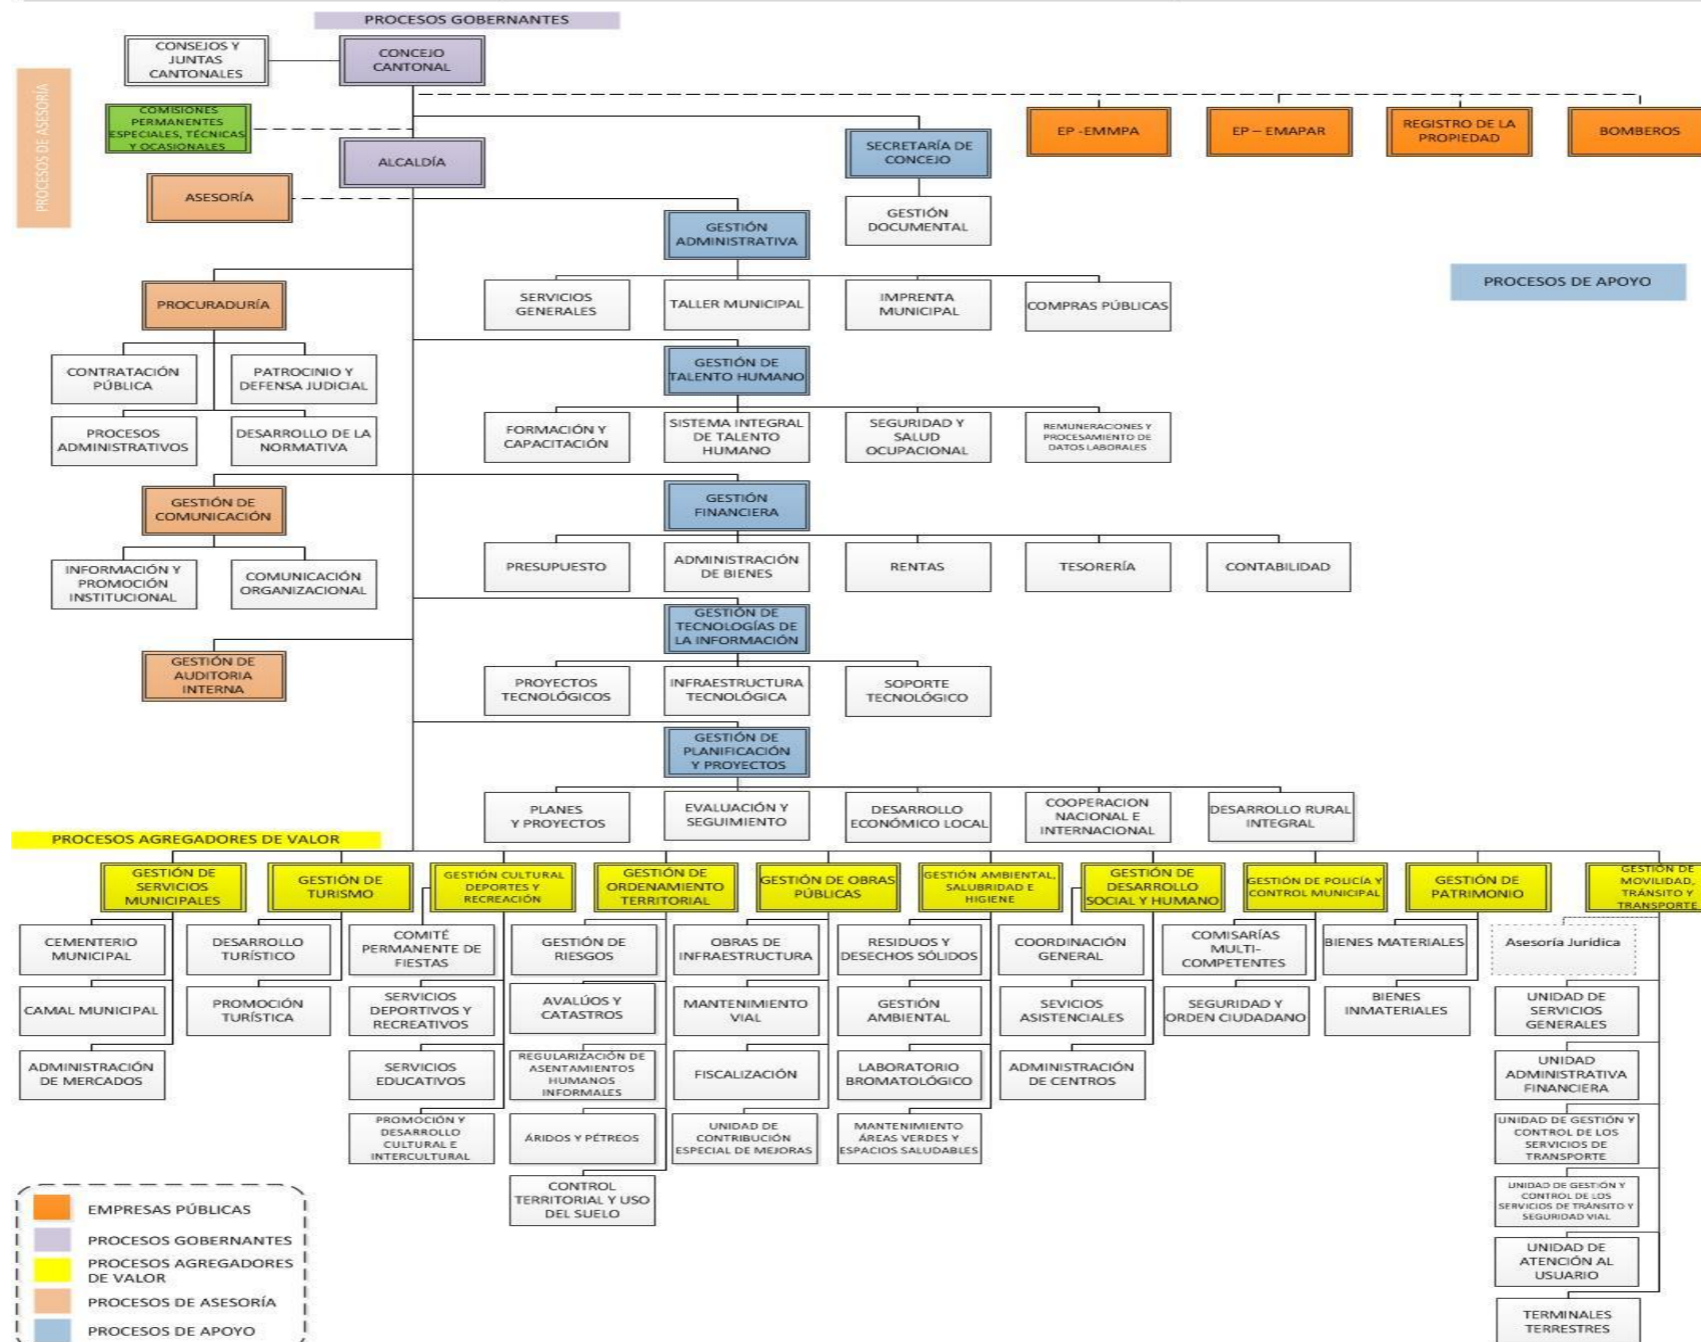 PROCESOS GOBERNANTES
CONSEJOS Y
JUNTAS
CANTONALES
CONCEJO
CANTONAL
PROCESOS DE ASESORÍA
COMISIONES
PERMANENTES
ESPECIALES, TÉCNICAS
Y OCASIONALES
ALCALDÍA
SECRETARÍA DE
CONCEJO
EP -EMMPA
EP – EMAPAR
REGISTRO DE LA
PROPIEDAD
BOMBEROS
ASESORÍA
GESTIÓN
ADMINISTRATIVA
GESTIÓN
DOCUMENTAL
PROCESOS DE APOYO
PROCURADURÍA
SERVICIOS
GENERALES
TALLER MUNICIPAL
IMPRENTA
MUNICIPAL
COMPRAS PÚBLICAS
CONTRATACIÓN
PÚBLICA
PATROCINIO Y
DEFENSA JUDICIAL
GESTIÓN DE
TALENTO HUMANO
PROCESOS
ADMINISTRATIVOS
DESARROLLO DE LA
NORMATIVA
FORMACIÓN Y
CAPACITACIÓN
SISTEMA INTEGRAL
DE TALENTO
HUMANO
SEGURIDAD Y
SALUD
OCUPACIONAL
REMUNERACIONES Y
PROCESAMIENTO DE
DATOS LABORALES
GESTIÓN DE
COMUNICACIÓN
GESTIÓN
FINANCIERA
INFORMACIÓN Y
PROMOCIÓN
INSTITUCIONAL
COMUNICACIÓN
ORGANIZACIONAL
PRESUPUESTO
ADMINISTRACIÓN
DE BIENES
RENTAS
TESORERÍA
CONTABILIDAD
GESTIÓN DE
TECNOLOGÍAS DE
LA INFORMACIÓN
GESTIÓN DE
AUDITORIA
INTERNA
PROYECTOS
TECNOLÓGICOS
INFRAESTRUCTURA
TECNOLÓGICA
SOPORTE
TECNOLÓGICO
GESTIÓN DE
PLANIFICACIÓN
Y PROYECTOS
PLANES
Y PROYECTOS
EVALUACIÓN Y
SEGUIMIENTO
DESARROLLO
ECONÓMICO LOCAL
COOPERACION
NACIONAL E
INTERNACIONAL
DESARROLLO RURAL
INTEGRAL
PROCESOS AGREGADORES DE VALOR
GESTIÓN DE
SERVICIOS
MUNICIPALES
GESTIÓN DE
TURISMO
GESTIÓN CULTURAL
DEPORTES Y
RECREACIÓN
GESTIÓN DE
ORDENAMIENTO
TERRITORIAL
GESTIÓN DE OBRAS
PÚBLICAS
GESTIÓN AMBIENTAL,
SALUBRIDAD E
HIGIENE
GESTIÓN DE
DESARROLLO
SOCIAL Y HUMANO
GESTIÓN DE POLICÍA Y
CONTROL MUNICIPAL
GESTIÓN DE
PATRIMONIO
GESTIÓN DE
MOVILIDAD,
TRÁNSITO Y
TRANSPORTE
CEMENTERIO
MUNICIPAL
DESARROLLO
TURÍSTICO
COMITÉ
PERMANENTE DE
FIESTAS
GESTIÓN DE
RIESGOS
OBRAS DE
INFRAESTRUCTURA
RESIDUOS Y
DESECHOS SÓLIDOS
COORDINACIÓN
GENERAL
COMISARÍAS
MULTI-
COMPETENTES
BIENES MATERIALES
Asesoría Jurídica
CAMAL MUNICIPAL
PROMOCIÓN
TURÍSTICA
SERVICIOS
DEPORTIVOS Y
RECREATIVOS
AVALÚOS Y
CATASTROS
MANTENIMIENTO
VIAL
GESTIÓN
AMBIENTAL
SEVICIOS
ASISTENCIALES
SEGURIDAD Y
ORDEN CIUDADANO
BIENES
INMATERIALES
UNIDAD DE
SERVICIOS
GENERALES
ADMINISTRACIÓN
DE MERCADOS
SERVICIOS
EDUCATIVOS
REGULARIZACIÓN DE
ASENTAMIENTOS
HUMANOS
INFORMALES
FISCALIZACIÓN
LABORATORIO
BROMATOLÓGICO
ADMINISTRACIÓN
DE CENTROS
UNIDAD
ADMINISTRATIVA
FINANCIERA
PROMOCIÓN Y
DESARROLLO
CULTURAL E
INTERCULTURAL
ÁRIDOS Y PÉTREOS
UNIDAD DE
CONTRIBUCIÓN
ESPECIAL DE MEJORAS
MANTENIMIENTO
ÁREAS VERDES Y
ESPACIOS SALUDABLES
UNIDAD DE GESTIÓN Y
CONTROL DE LOS
SERVICIOS DE
TRANSPORTE
CONTROL
TERRITORIAL Y USO
DEL SUELO
UNIDAD DE GESTIÓN Y
CONTROL DE LOS
SERVICIOS DE TRÁNSITO Y
SEGURIDAD VIAL
UNIDAD DE
ATENCIÓN AL
USUARIO
TERMINALES
TERRESTRES
EMPRESAS PÚBLICAS
PROCESOS GOBERNANTES
PROCESOS AGREGADORES
DE VALOR
PROCESOS DE ASESORÍA
PROCESOS DE APOYO